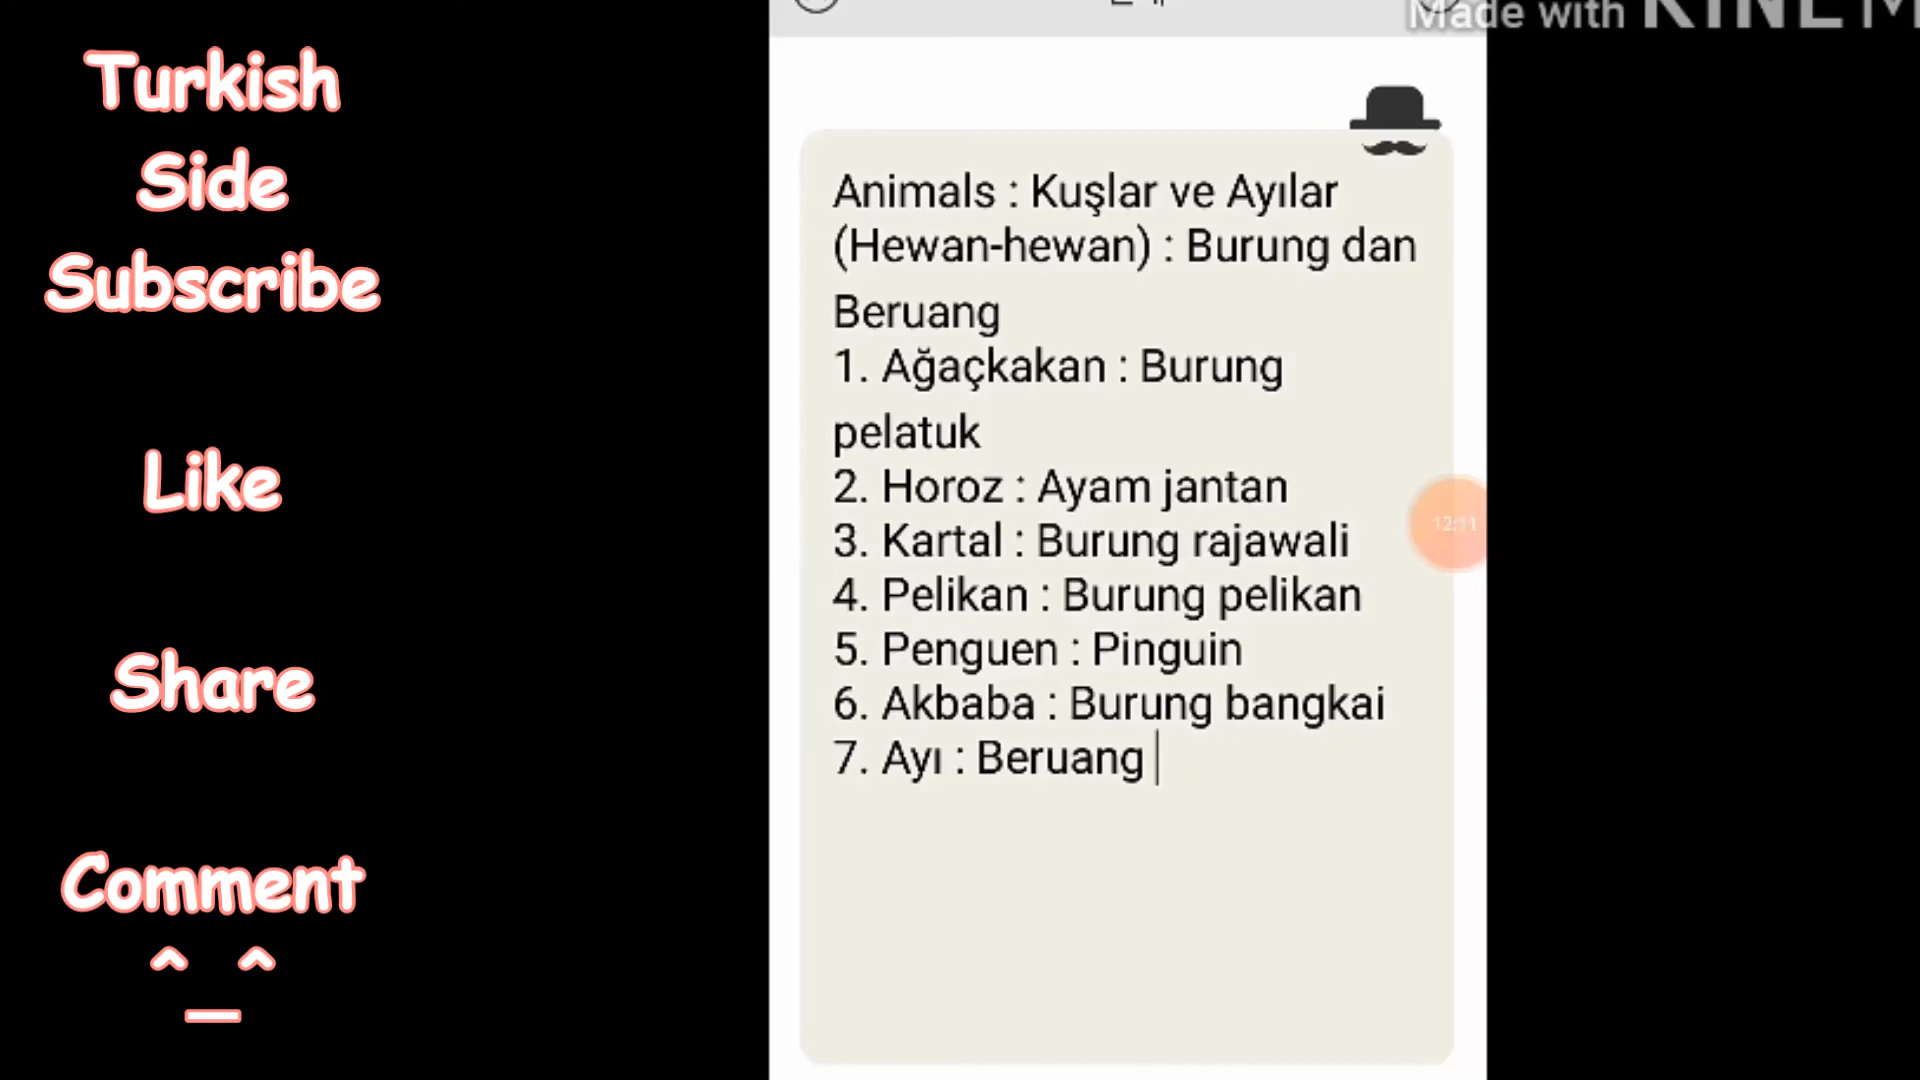 Turkish
Side
Subscribe
Like
Share
Comment
^_^
Made with
Animals : Kuşlar ve Ayılar
(Hewan-hewan) : Burung dan
Beruang
1. Ağaçkakan : Burung
pelatuk
2. Horoz : Ayam jantan
3. Kartal : Burung rajawali
4. Pelikan : Burung pelikan
5. Penguen : Pinguin
6. Akbaba : Burung bangkai
7. Ayı : Beruang
12:11